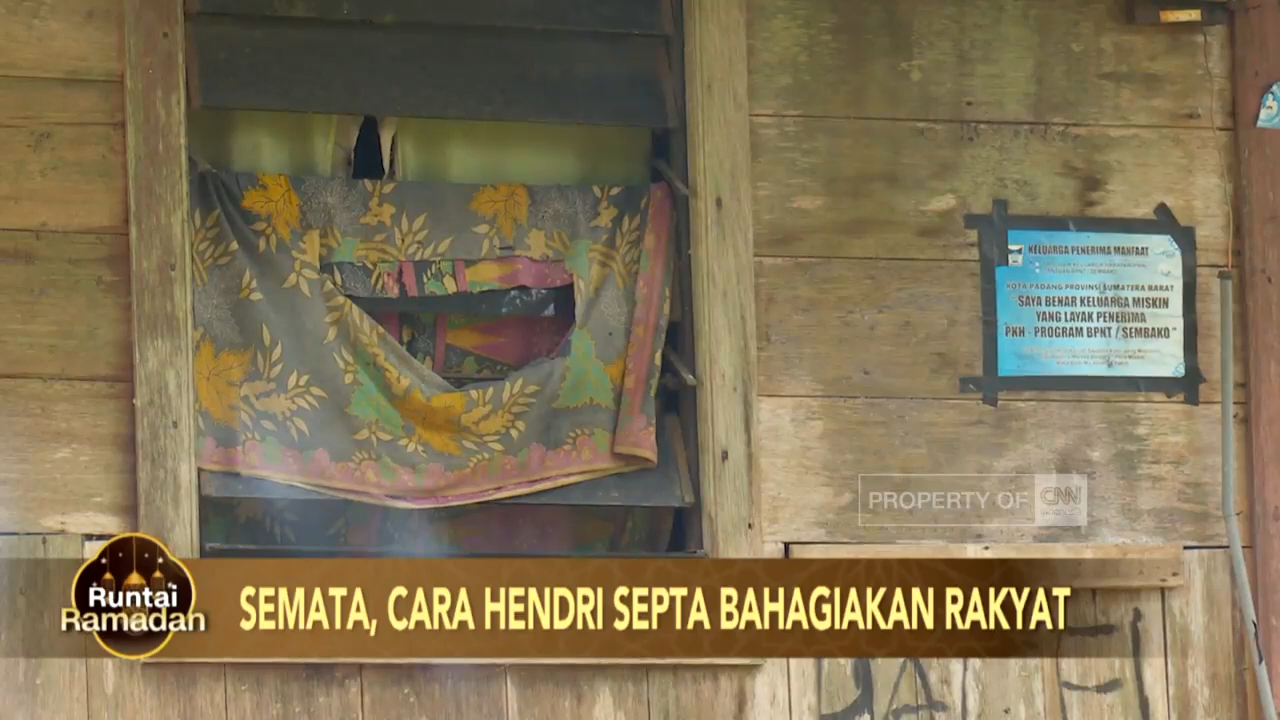 KELUARGA PENERIMA MANFAAT
KOTA PADANG PROVINSI SUMATERA BARAT
"SAYA BENAR KELUARGA MISKIN
YANG LAYAK PENERIMA
PKH - PROGRAM BPNT / SEMBAKO"
PROPERTY OF CNN
Runtai
Ramadan
SEMATA, CARA HENDRI SEPTA BAHAGIAKAN RAKYAT